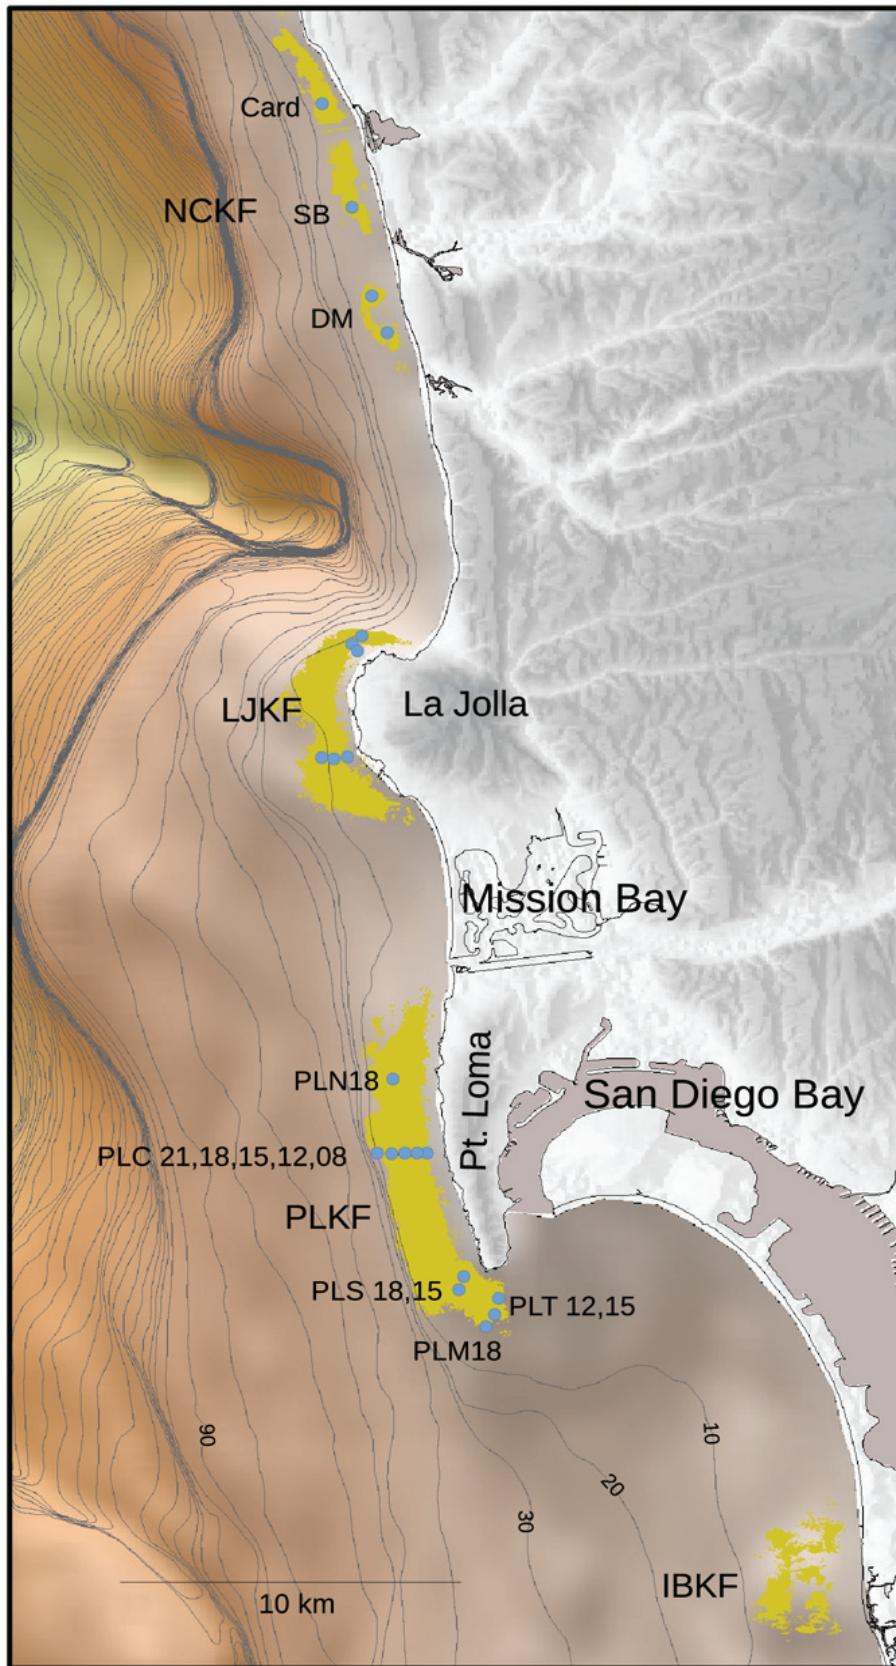 Card
NCKF
SB
DM
LJKF
La Jolla
Mission Bay
Pt. Loma
PLN18
San Diego Bay
PLC 21,18,15,12,08
PLKF
PLS 18,15
PLT 12,15
PLM18
90
10
20
30
IBKF
10 km